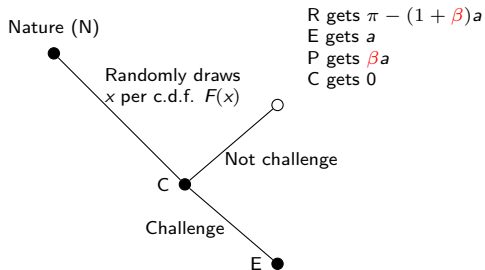 R gets π − (1 + β)a
Nature (N)
E gets a
P gets βa
C gets 0
Randomly draws
x per c.d.f. F(x)
Not challenge
C
Challenge
E